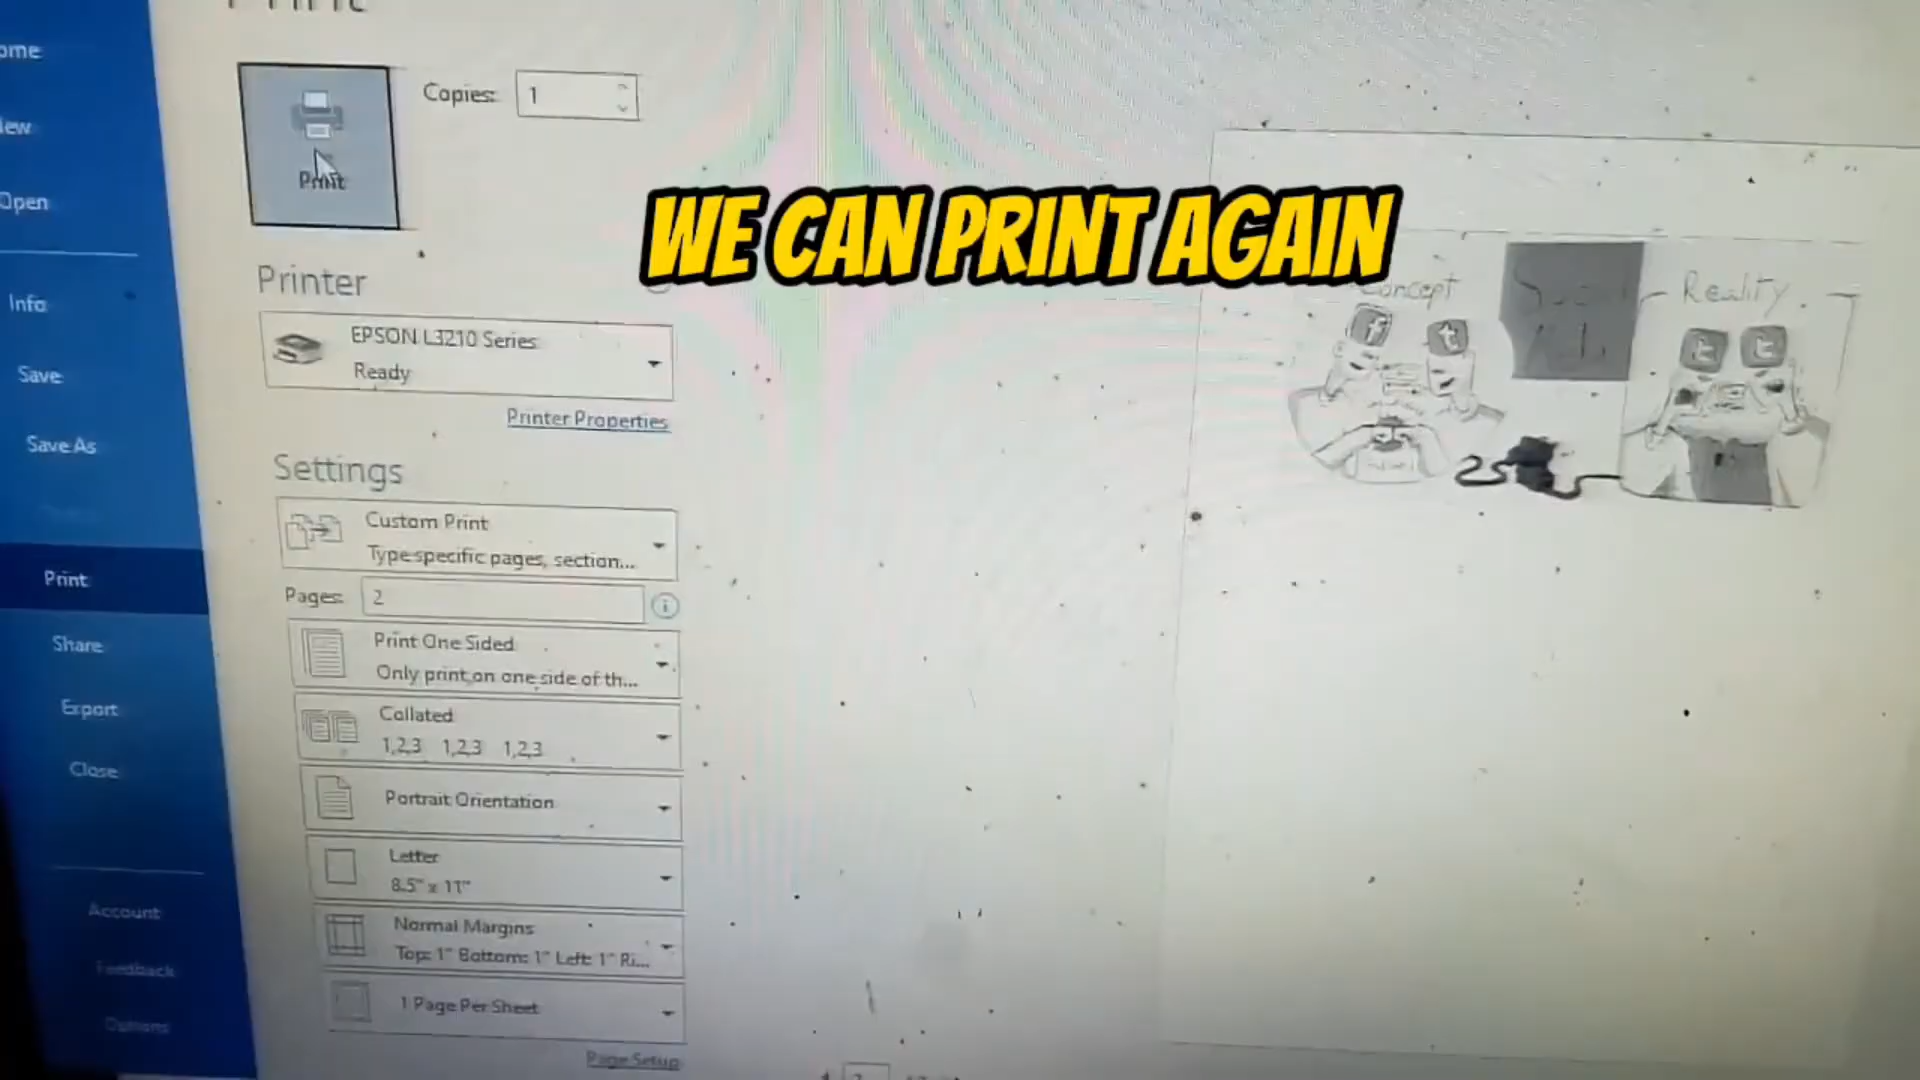 Print
ome
ew
Open
Info
Save
Save As
Print
Share
Export
Close
Account
Feedback
Options
Print
Copies: 1
WE CAN PRINT AGAIN
Printer
EPSON L3210 Series
Ready
Printer Properties
Settings
Custom Print
Type specific pages, section...
Pages: 2
Print One Sided
Only print on one side of th...
Collated
1,2,3 1,2,3 1,2,3
Portrait Orientation
Letter
8.5" x 11"
Normal Margins
Top: 1" Bottom: 1" Left: 1" Ri...
1 Page Per Sheet
Page Setup
Concept
Reality
f
t
t
t